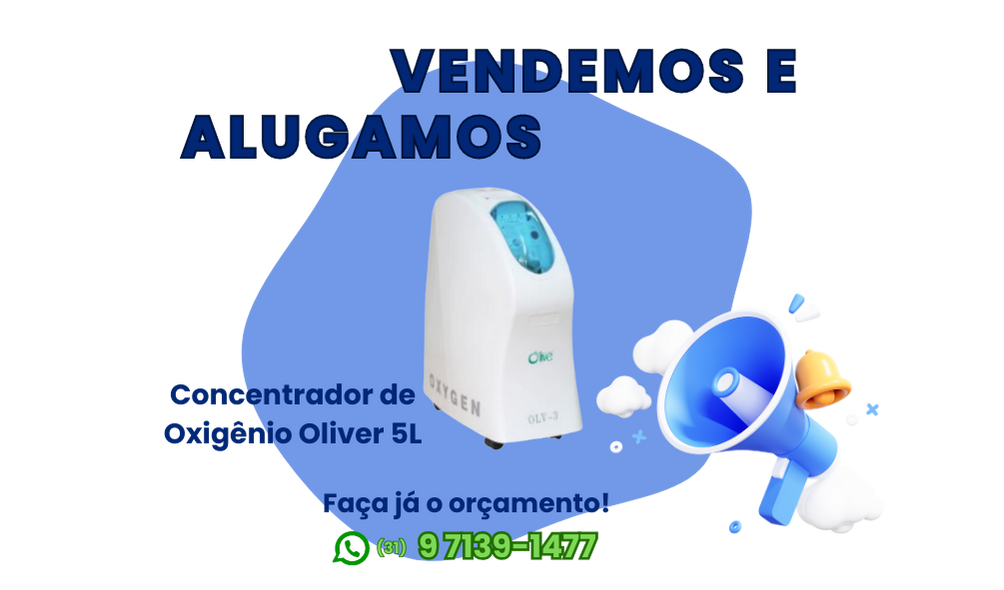 VENDEMOS E
ALUGAMOS
Olive
OXYGEN
OLV-3
Concentrador de
Oxigênio Oliver 5L
Faça já o orçamento!
(31) 97139-1477